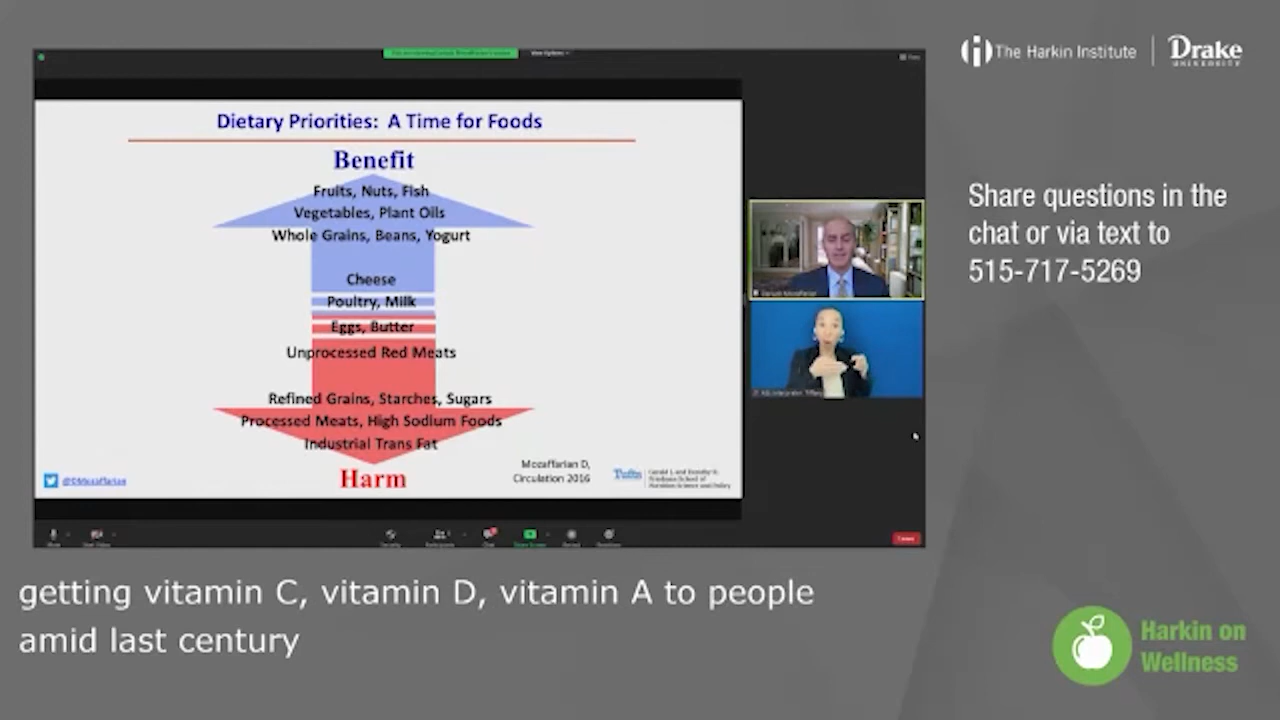 View Options
The Harkin Institute
Drake
UNIVERSITY
Dietary Priorities: A Time for Foods
Benefit
Fruits, Nuts, Fish
Vegetables, Plant Oils
Whole Grains, Beans, Yogurt
Cheese
Poultry, Milk
Eggs, Butter
Unprocessed Red Meats
Refined Grains, Starches, Sugars
Processed Meats, High Sodium Foods
Industrial Trans Fat
Harm
@DMozaffarian
Mozaffarian D,
Circulation 2016
Tufts
Share questions in the
chat or via text to
515-717-5269
getting vitamin C, vitamin D, vitamin A to people
amid last century
Harkin on
Wellness